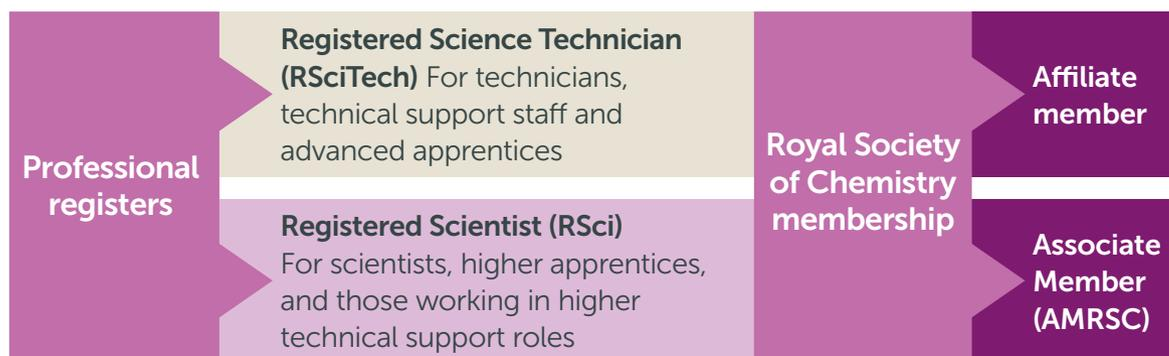 Professional
registers
Registered Science Technician
(RSciTech) For technicians,
technical support staff and
advanced apprentices
Registered Scientist (RSci)
For scientists, higher apprentices,
and those working in higher
technical support roles
Royal Society
of Chemistry
membership
Affiliate
member
Associate
Member
(AMRSC)